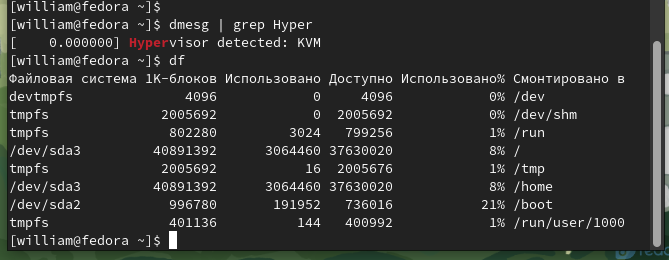 [william@fedora ~]$
[william@fedora ~]$ dmesg | grep Hyper
[    0.000000] Hypervisor detected: KVM
[william@fedora ~]$ df
Файловая система 1K-блоков Использовано Доступно Использовано% Смонтировано в
devtmpfs              4096            0     4096            0% /dev
tmpfs              2005692            0  2005692            0% /dev/shm
tmpfs               802280         3024   799256            1% /run
/dev/sda3         40891392      3064460 37630020            8% /
tmpfs              2005692           16  2005676            1% /tmp
/dev/sda3         40891392      3064460 37630020            8% /home
/dev/sda2           996780       191952   736016           21% /boot
tmpfs               401136          144   400992            1% /run/user/1000
[william@fedora ~]$